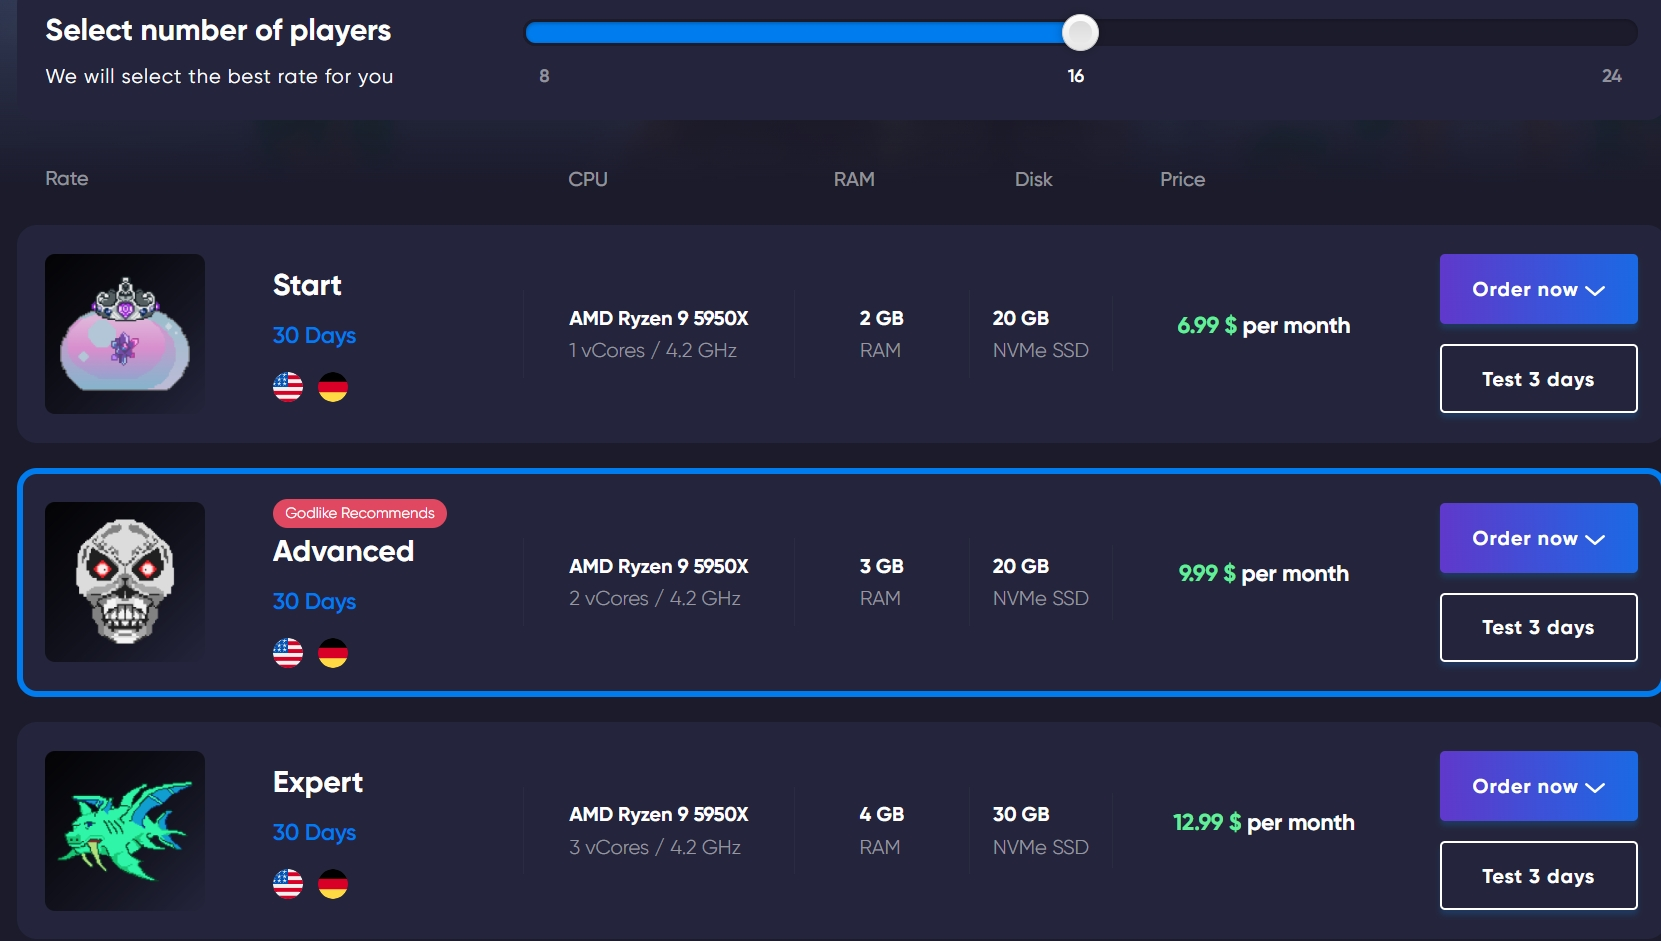 Select number of players
We will select the best rate for you
8 16 24
Rate CPU RAM Disk Price
Start
30 Days
AMD Ryzen 9 5950X
1 vCores / 4.2 GHz
2 GB
RAM
20 GB
NVMe SSD
6.99 $ per month
Order now
Test 3 days
Godlike Recommends
Advanced
30 Days
AMD Ryzen 9 5950X
2 vCores / 4.2 GHz
3 GB
RAM
20 GB
NVMe SSD
9.99 $ per month
Order now
Test 3 days
Expert
30 Days
AMD Ryzen 9 5950X
3 vCores / 4.2 GHz
4 GB
RAM
30 GB
NVMe SSD
12.99 $ per month
Order now
Test 3 days